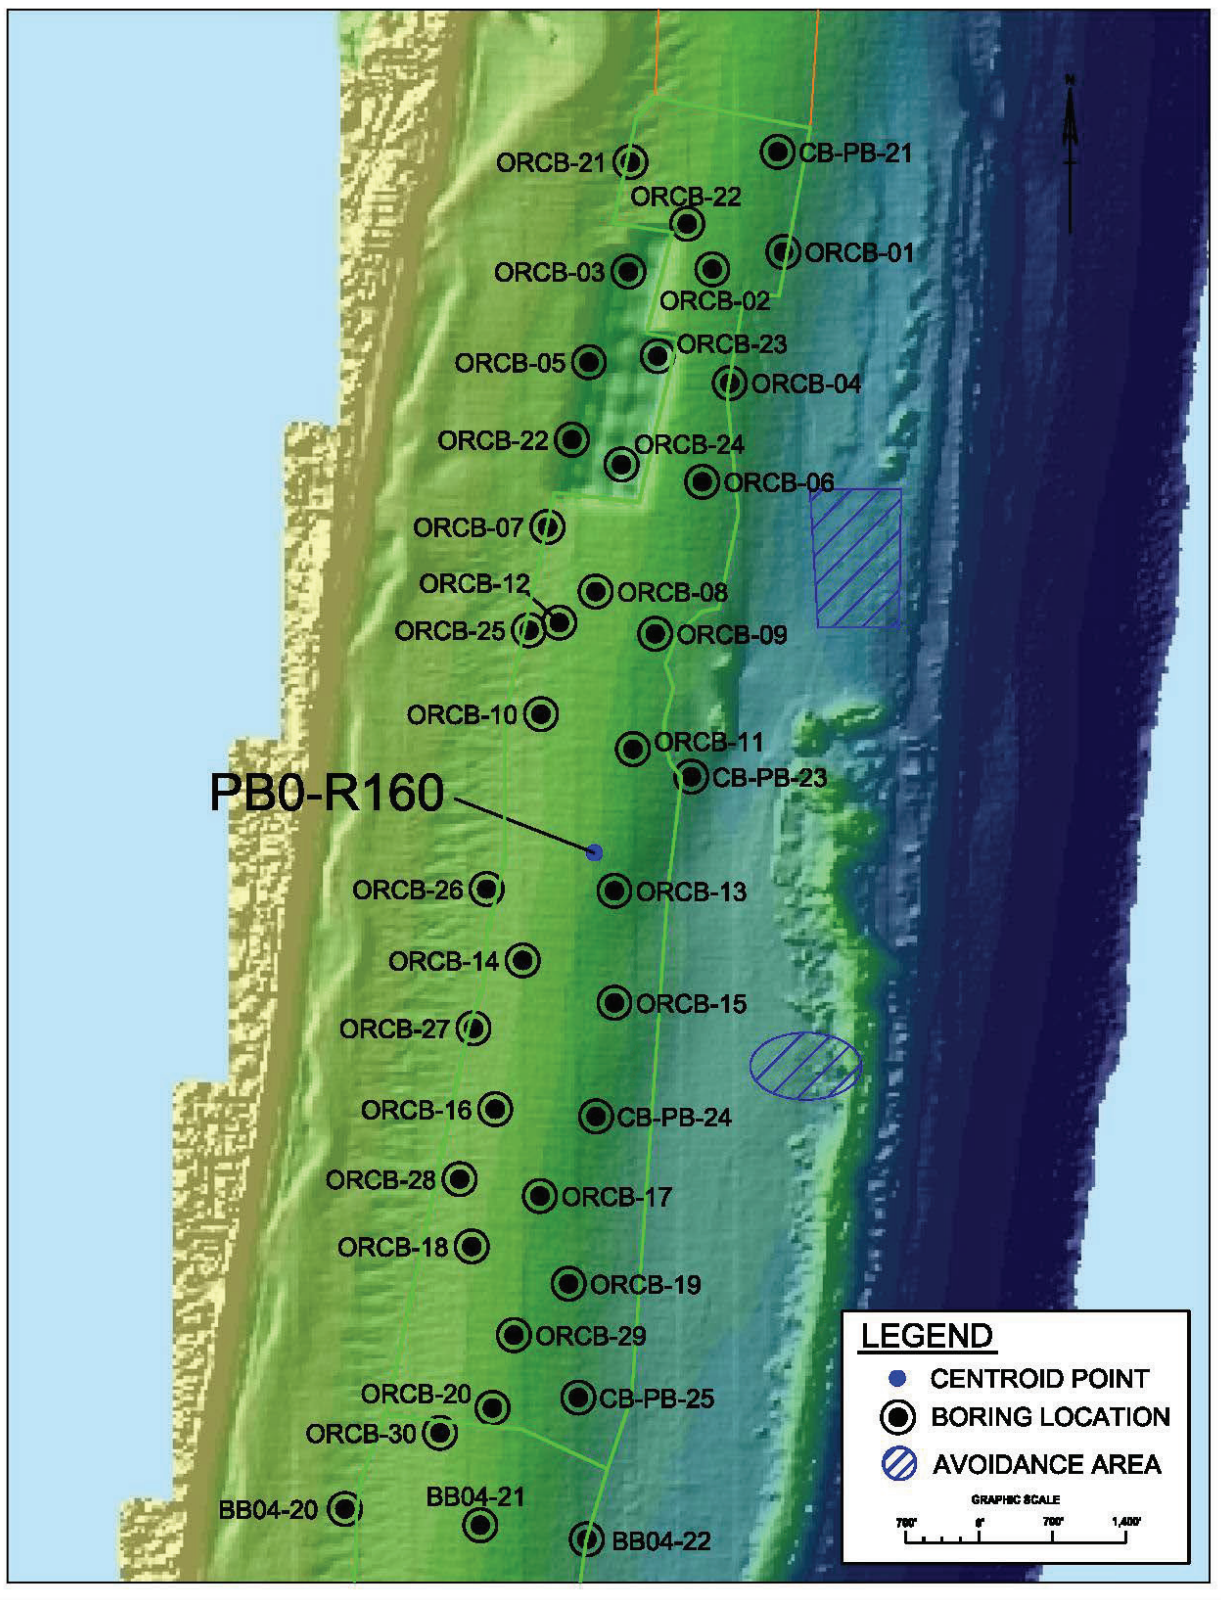 N
ORCB-21
CB-PB-21
ORCB-22
ORCB-01
ORCB-03
ORCB-02
ORCB-23
ORCB-05
ORCB-04
ORCB-22
ORCB-24
ORCB-06
ORCB-07
ORCB-12
ORCB-08
ORCB-25
ORCB-09
ORCB-10
ORCB-11
CB-PB-23
PB0-R160
ORCB-26
ORCB-13
ORCB-14
ORCB-15
ORCB-27
ORCB-16
CB-PB-24
ORCB-28
ORCB-17
ORCB-18
ORCB-19
ORCB-29
ORCB-20
CB-PB-25
ORCB-30
BB04-21
BB04-20
BB04-22
LEGEND
CENTROID POINT
BORING LOCATION
AVOIDANCE AREA
GRAPHIC SCALE
700' 0' 700' 1,400'